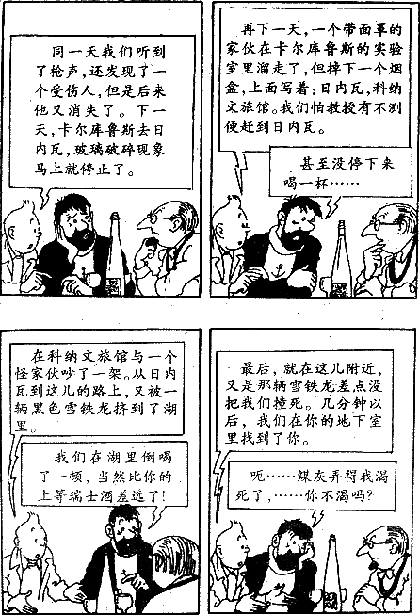 同一天我们听到
了枪声,还发现了一
个受伤人,但是后来
他又消失了。下一
天,卡尔库鲁斯去日
内瓦,玻璃破碎现象
马上就停止了。
再下一天,一个带面罩的
家伙在卡尔库鲁斯的实验
室里溜走了,但掉下一个烟
盒,上面写着:日内瓦,科纳
文旅馆。我们怕教授有不测
便赶到日内瓦。
甚至没停下来
喝一杯……
在科纳文旅馆与一个
怪家伙吵了一架。从日内
瓦到这儿的路上,又被一
辆黑色雪铁龙挤到了湖
里。
我们在湖里倒喝
了一顿,当然比你的
上等瑞士酒差远了!
最后,就在这儿附近,
又是那辆雪铁龙差点没
把我们撞死。几分钟以
后,我们在你的地下室
里找到了你。
呃……煤灰弄得我渴
死了,……你不渴吗?